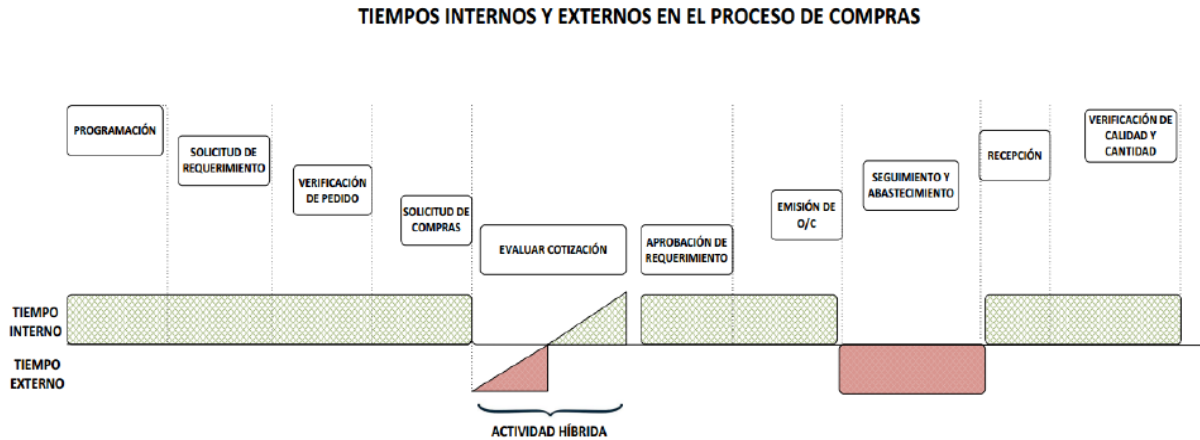 TIEMPOS INTERNOS Y EXTERNOS EN EL PROCESO DE COMPRAS
PROGRAMACIÓN
SOLICITUD DE
REQUERIMIENTO
VERIFICACIÓN
DE PEDIDO
SOLICITUD DE
COMPRAS
EVALUAR COTIZACIÓN
APROBACIÓN DE
REQUERIMIENTO
EMISIÓN DE
O/C
SEGUIMIENTO Y
ABASTECIMIENTO
RECEPCIÓN
VERIFICACIÓN DE
CALIDAD Y
CANTIDAD
TIEMPO
INTERNO
TIEMPO
EXTERNO
ACTIVIDAD HÍBRIDA